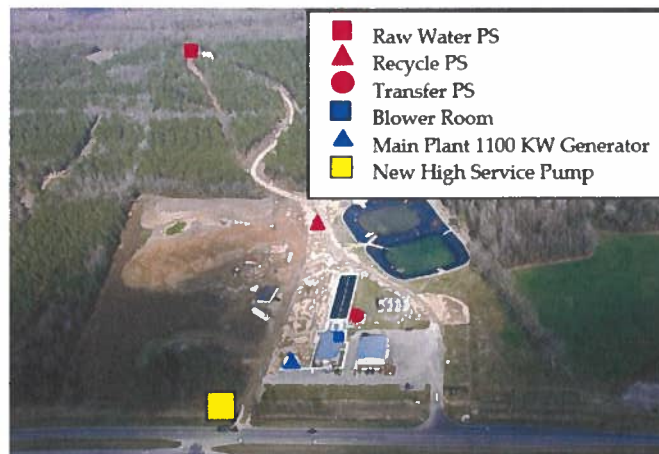 Raw Water PS
Recycle PS
Transfer PS
Blower Room
Main Plant 1100 KW Generator
New High Service Pump